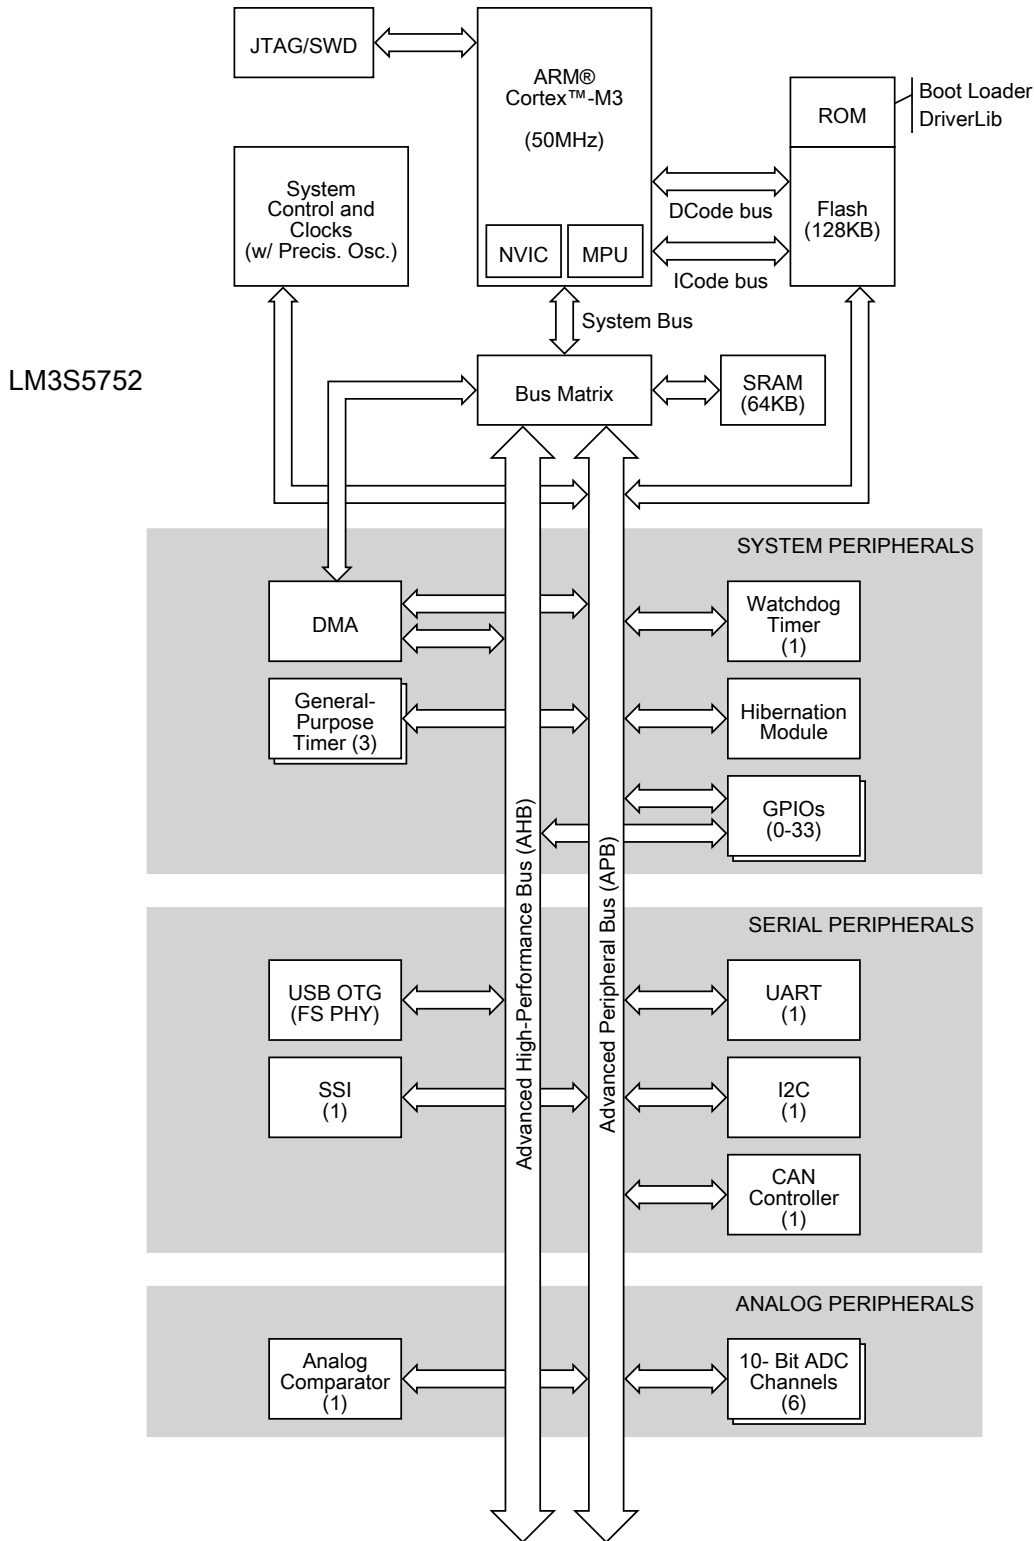 JTAG/SWD
ARM®
Cortex™-M3
(50MHz)
NVIC
MPU
ROM
Boot Loader
DriverLib
Flash
(128KB)
DCode bus
ICode bus
System
Control and
Clocks
(w/ Precis. Osc.)
System Bus
LM3S5752
Bus Matrix
SRAM
(64KB)
SYSTEM PERIPHERALS
DMA
Watchdog
Timer
(1)
General-
Purpose
Timer (3)
Hibernation
Module
GPIOs
(0-33)
Advanced High-Performance Bus (AHB)
Advanced Peripheral Bus (APB)
SERIAL PERIPHERALS
USB OTG
(FS PHY)
UART
(1)
SSI
(1)
I2C
(1)
CAN
Controller
(1)
ANALOG PERIPHERALS
Analog
Comparator
(1)
10- Bit ADC
Channels
(6)